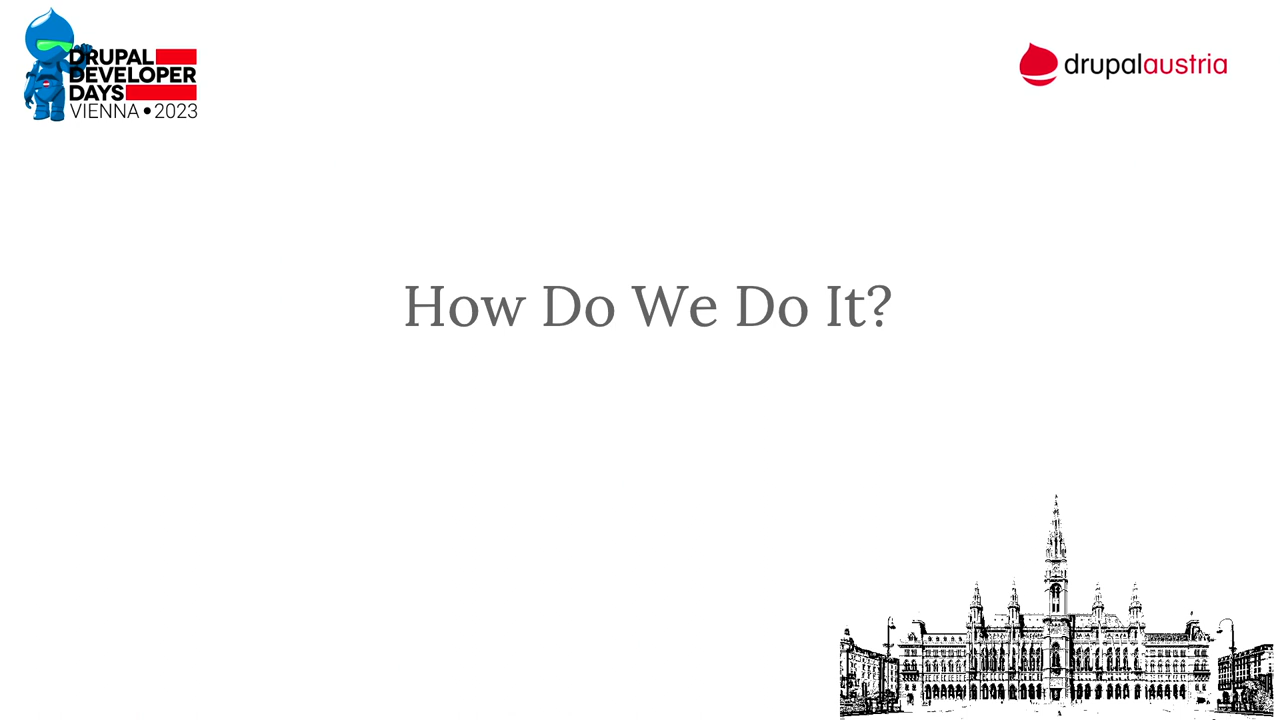 DRUPAL
DEVELOPER
DAYS
VIENNA • 2023
drupalaustria
How Do We Do It?